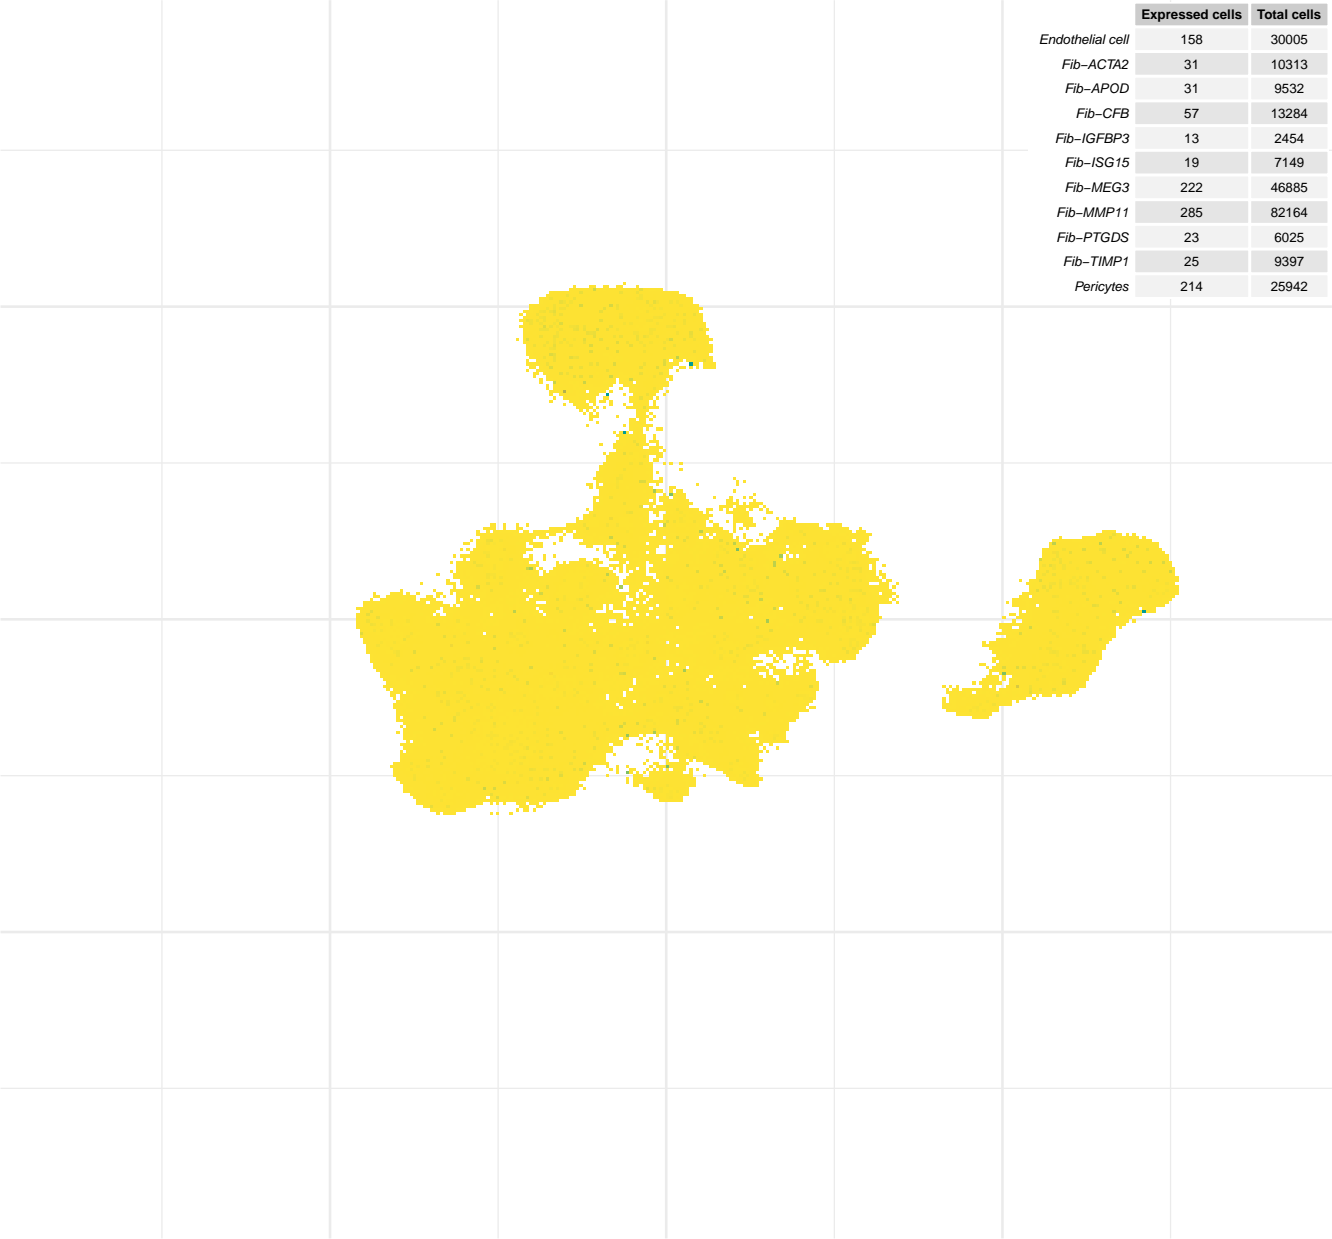 Expressed cells Total cells
Endothelial cell 158 30005
Fib−ACTA2 31 10313
Fib−APOD 31 9532
Fib−CFB 57 13284
Fib−IGFBP3 13 2454
Fib−ISG15 19 7149
Fib−MEG3 222 46885
Fib−MMP11 285 82164
Fib−PTGDS 23 6025
Fib−TIMP1 25 9397
Pericytes 214 25942